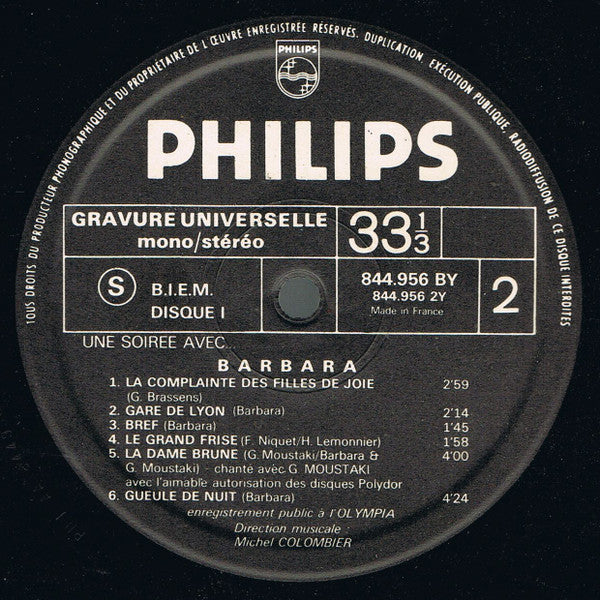 TOUS DROITS DU PRODUCTEUR PHONOGRAPHIQUE ET DU PROPRIÉTAIRE DE L'ŒUVRE ENREGISTRÉE RÉSERVÉS. DUPLICATION, EXÉCUTION PUBLIQUE, RADIODIFFUSION DE CE DISQUE INTERDITES
PHILIPS
PHILIPS
GRAVURE UNIVERSELLE
mono/stéréo
33 1/3
S
B.I.E.M.
DISQUE I
844.956 BY
844.956 2Y
Made in France
2
UNE SOIREE AVEC...
BARBARA
1. LA COMPLAINTE DES FILLES DE JOIE 2'59
(G. Brassens)
2. GARE DE LYON (Barbara) 2'14
3. BREF (Barbara) 1'45
4. LE GRAND FRISE (F. Niquet/H. Lemonnier) 1'58
5. LA DAME BRUNE (G. Moustaki/Barbara & 4'00
G. Moustaki) - chanté avec G. MOUSTAKI
avec l'aimable autorisation des disques Polydor
6. GUEULE DE NUIT (Barbara) 4'24
enregistrement public à l'OLYMPIA
Direction musicale :
Michel COLOMBIER